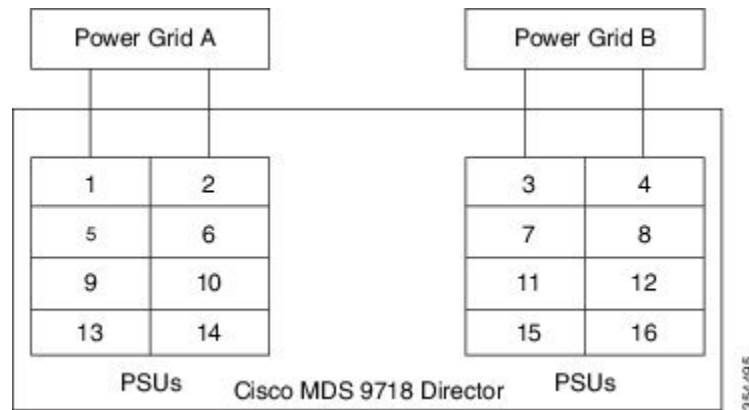 Power Grid A
Power Grid B
1 2 3 4
5 6 7 8
9 10 11 12
13 14 15 16
PSUs
Cisco MDS 9718 Director
PSUs